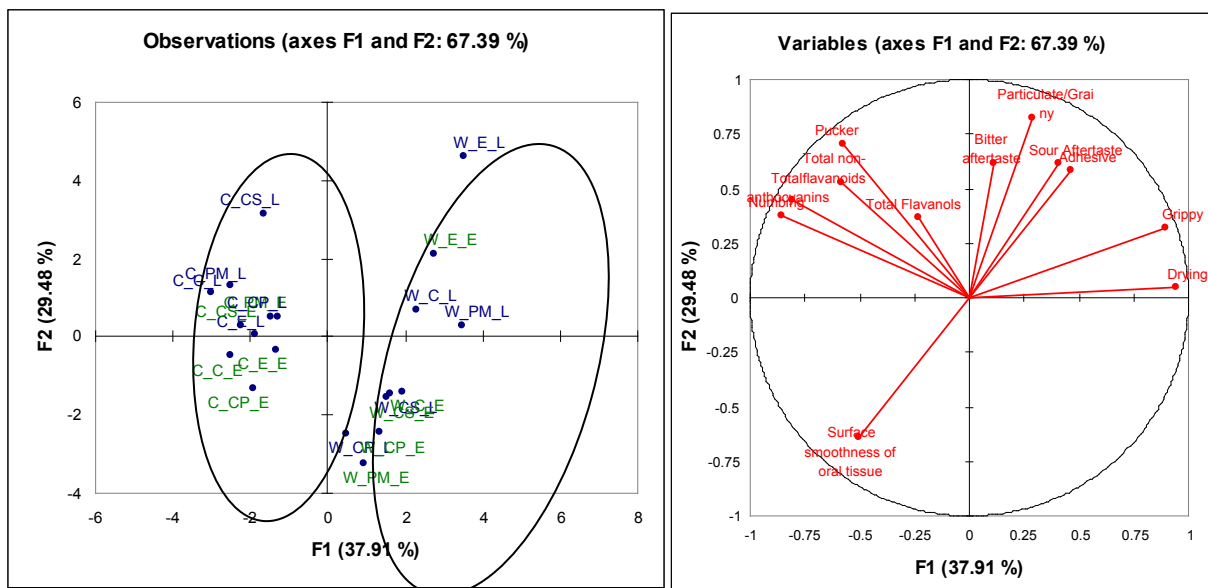 Observations (axes F1 and F2: 67.39 %)
6
W_E_L
4
C_CS_L
W_E_E
2
C_PM_L
C_C_L
W_C_L
W_PM_L
C_CS_E
C_E_L
0
C_C_E
C_E_E
C_CP_E
W_CS_E
-2
W_CP_L
W_CP_E
W_PM_E
-4
-6
-4
-2
0
2
4
6
8
F1 (37.91 %)
F2 (29.48 %)
Variables (axes F1 and F2: 67.39 %)
1
Particulate/Grai
ny
0.75
Pucker
Bitter
aftertaste
Sour Aftertaste
Adhesive
Total non-
Totalflavanoids
0.5
anthocyanins
Numbing
Total Flavanols
Grippy
0.25
Drying
0
-0.25
-0.5
Surface
smoothness of
oral tissue
-0.75
-1
-1
-0.75
-0.5
-0.25
0
0.25
0.5
0.75
1
F1 (37.91 %)
F2 (29.48 %)